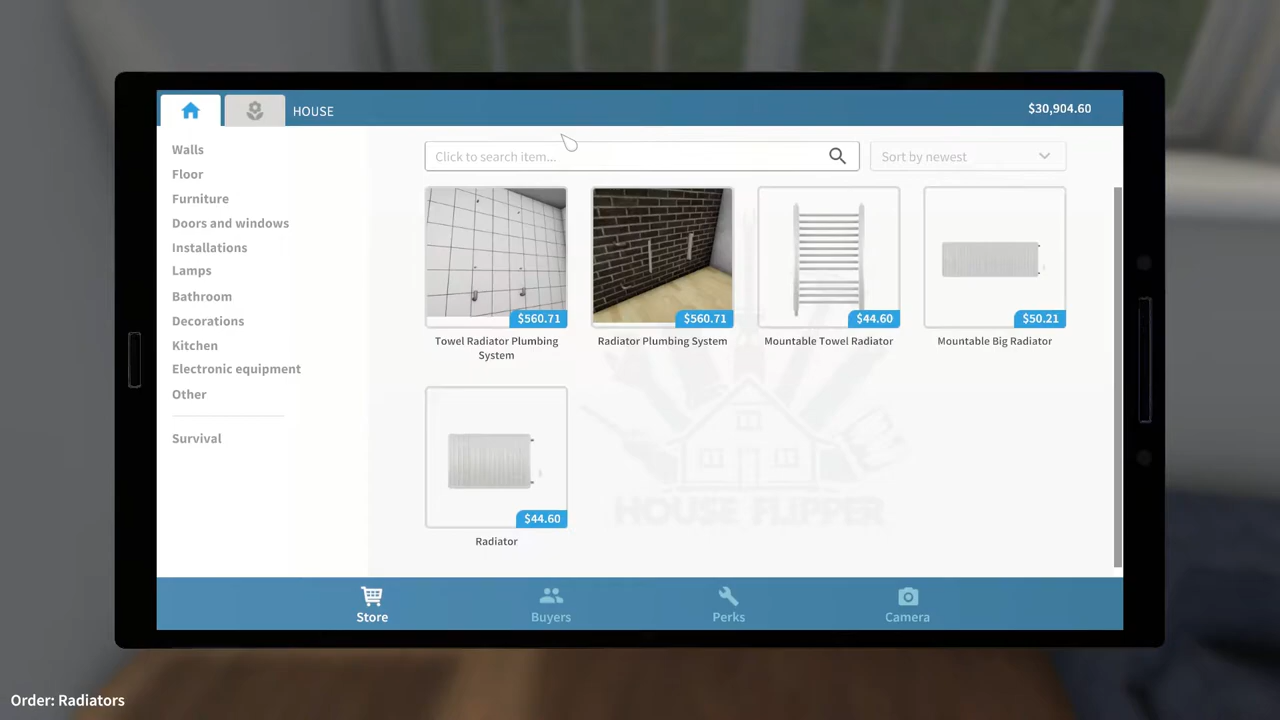 HOUSE
$30,904.60
Walls
Floor
Furniture
Doors and windows
Installations
Lamps
Bathroom
Decorations
Kitchen
Electronic equipment
Other
Survival
Click to search item...
Sort by newest
$560.71
Towel Radiator Plumbing
System
$560.71
Radiator Plumbing System
$44.60
Mountable Towel Radiator
$50.21
Mountable Big Radiator
$44.60
Radiator
HOUSE FLIPPER
Store
Buyers
Perks
Camera
Order: Radiators